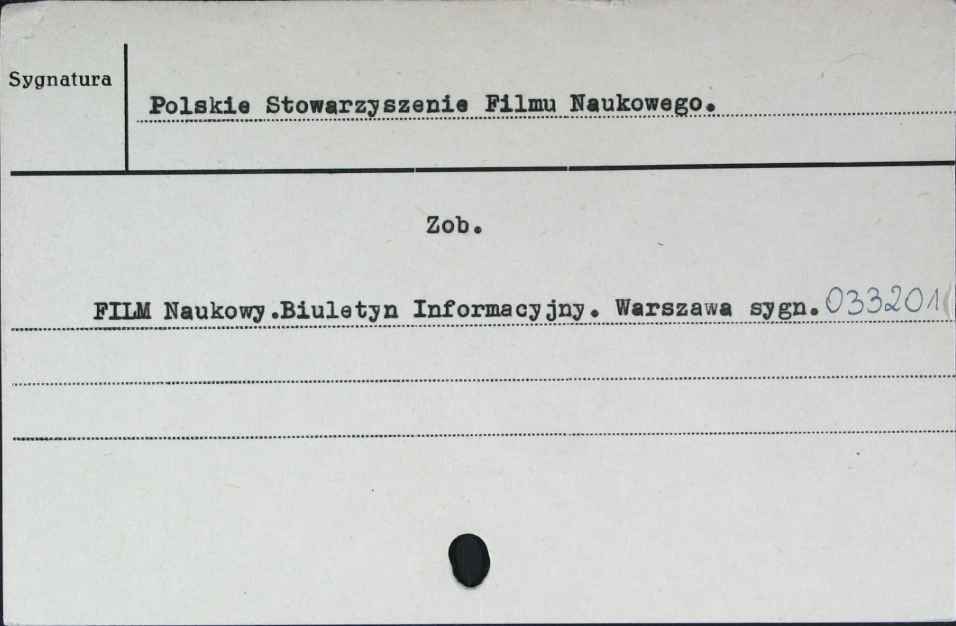 Sygnatura
Polskie Stowarzyszenie Filmu Naukowego.
Zob.
FILM Naukowy.Biuletyn Informacyjny. Warszawa sygn. 033201